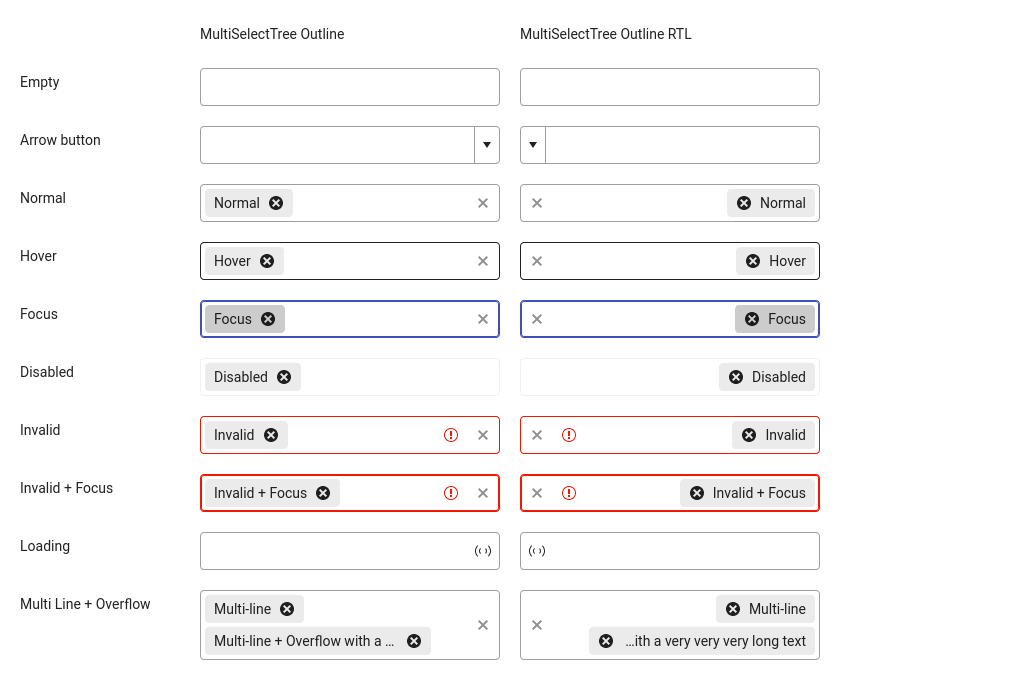 MultiSelectTree Outline MultiSelectTree Outline RTL
Empty
Arrow button
Normal Normal Normal
Hover Hover Hover
Focus Focus Focus
Disabled Disabled Disabled
Invalid Invalid Invalid
Invalid + Focus Invalid + Focus Invalid + Focus
Loading
Multi Line + Overflow Multi-line Multi-line
Multi-line + Overflow with a ... ...ith a very very very long text